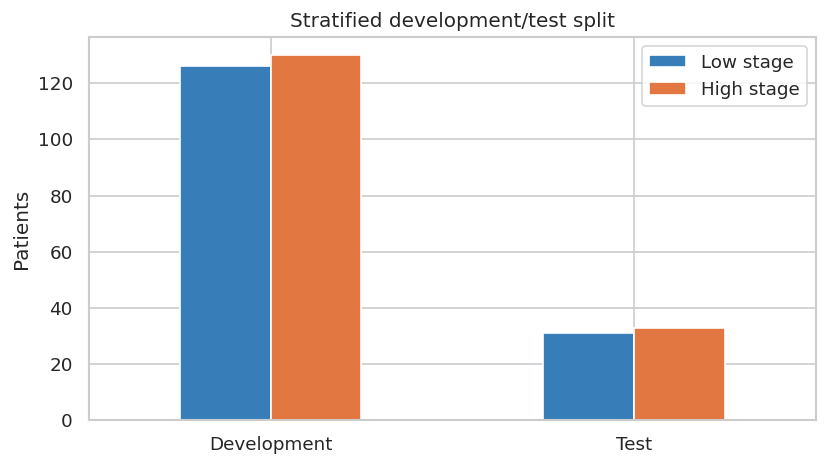 Stratified development/test split
Low stage
High stage
Patients
120
100
80
60
40
20
0
Development
Test